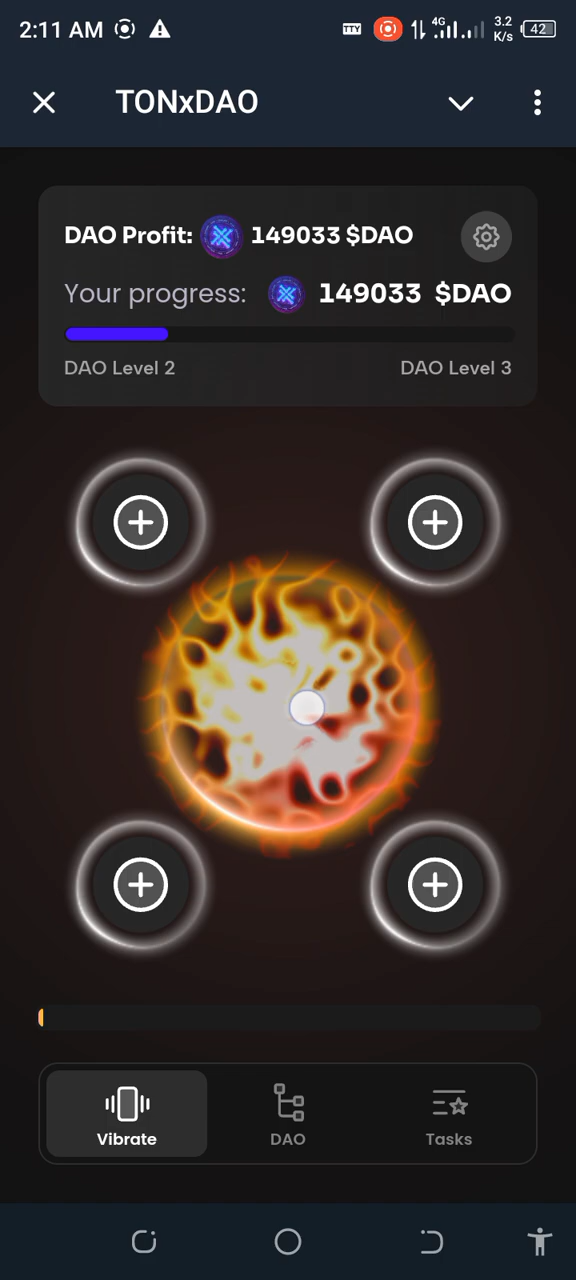 2:11 AM TTY 4G 3.2 K/s 42
TONxDAO
DAO Profit: 149033 $DAO
Your progress: 149033 $DAO
DAO Level 2 DAO Level 3
Vibrate DAO Tasks